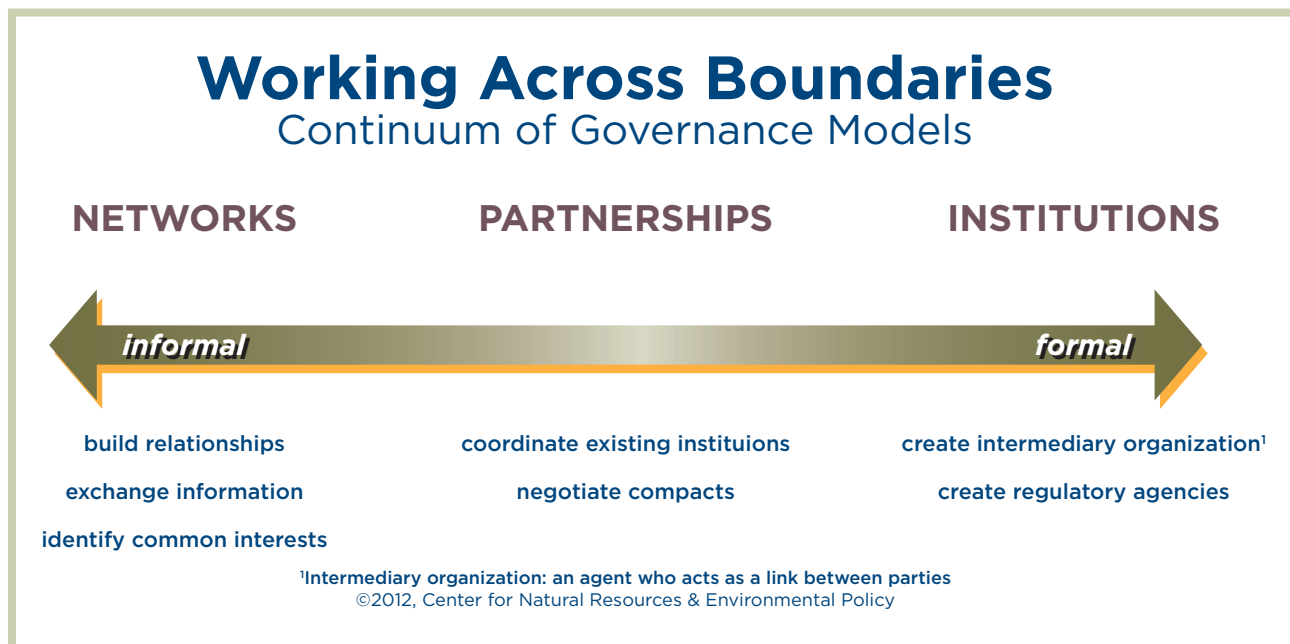 Working Across Boundaries
Continuum of Governance Models
NETWORKS
PARTNERSHIPS
INSTITUTIONS
informal
formal
build relationships
exchange information
identify common interests
coordinate existing instituions
negotiate compacts
create intermediary organization¹
create regulatory agencies
¹Intermediary organization: an agent who acts as a link between parties
©2012, Center for Natural Resources & Environmental Policy